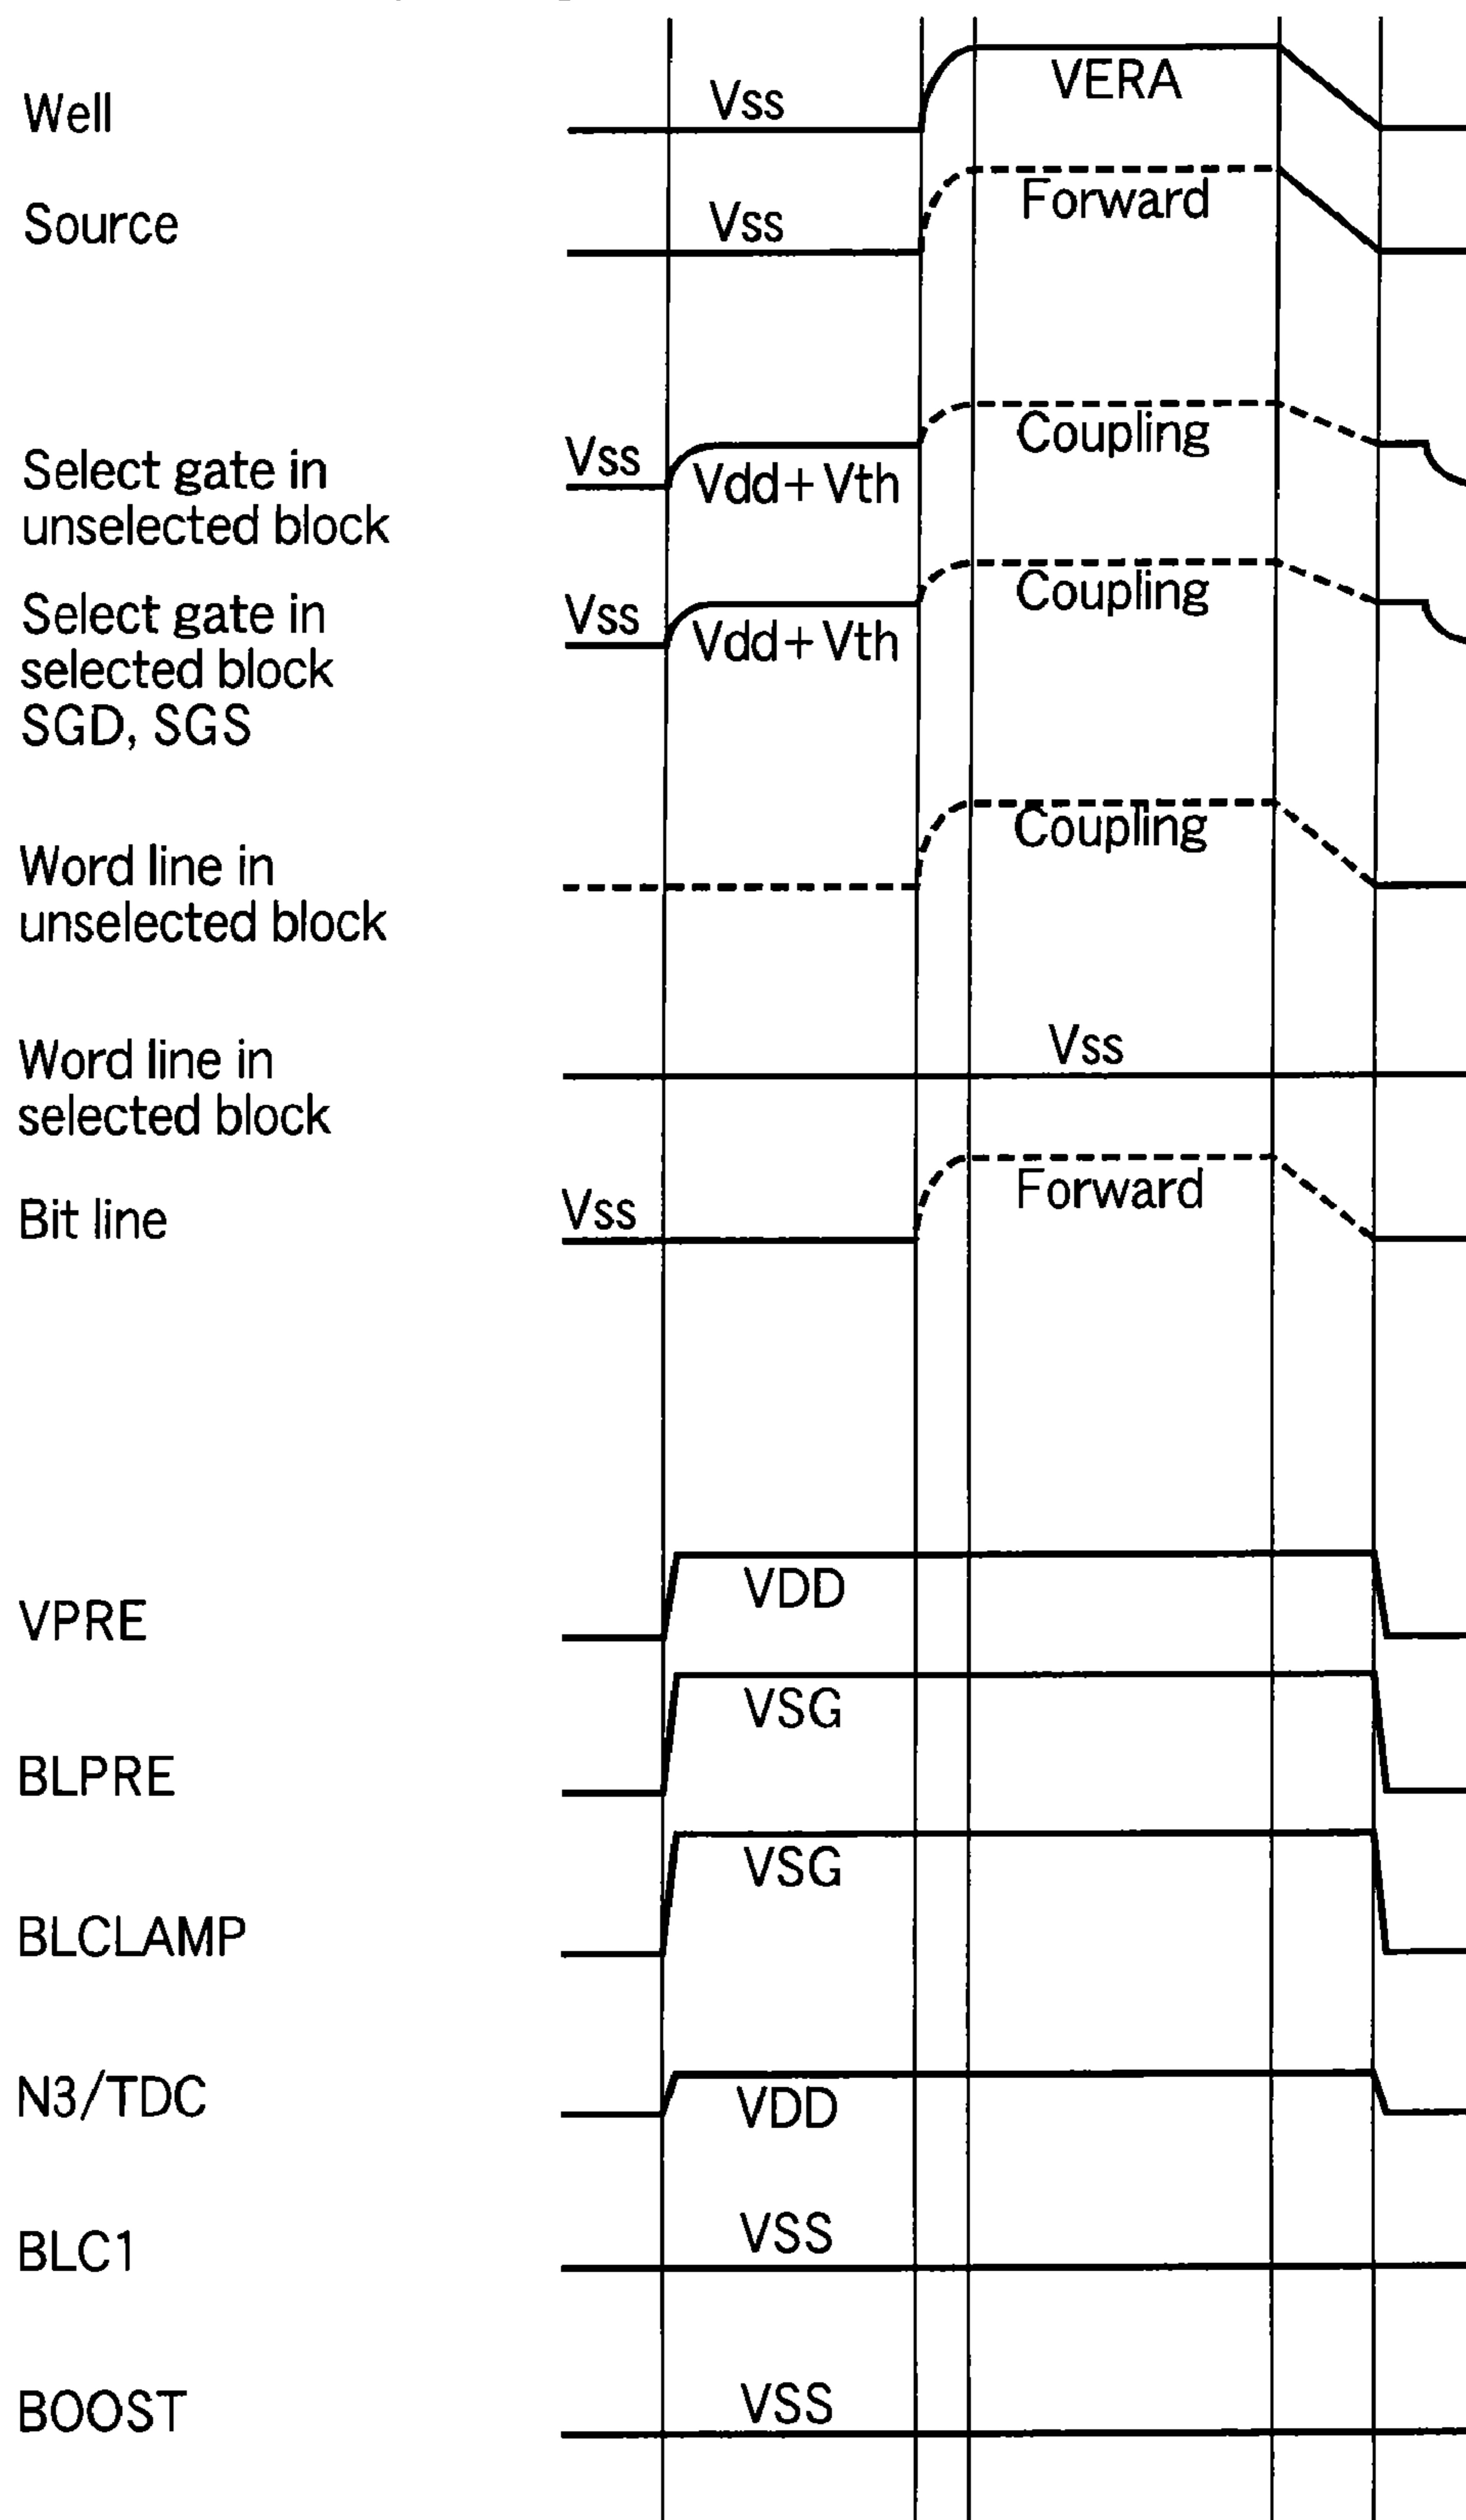 Well
Vss
VERA
Source
Vss
Forward
Select gate in
unselected block
Vss
Vdd+Vth
Coupling
Select gate in
selected block
SGD, SGS
Vss
Vdd+Vth
Coupling
Word line in
unselected block
Coupling
Word line in
selected block
Vss
Bit line
Vss
Forward
VPRE
VDD
BLPRE
VSG
BLCLAMP
VSG
N3/TDC
VDD
BLC1
VSS
BOOST
VSS